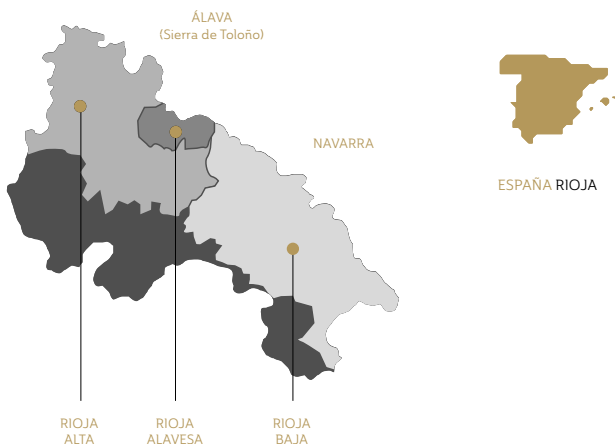 ÁLAVA
(Sierra de Toloño)
NAVARRA
ESPAÑA RIOJA
RIOJA
ALTA
RIOJA
ALAVESA
RIOJA
BAJA